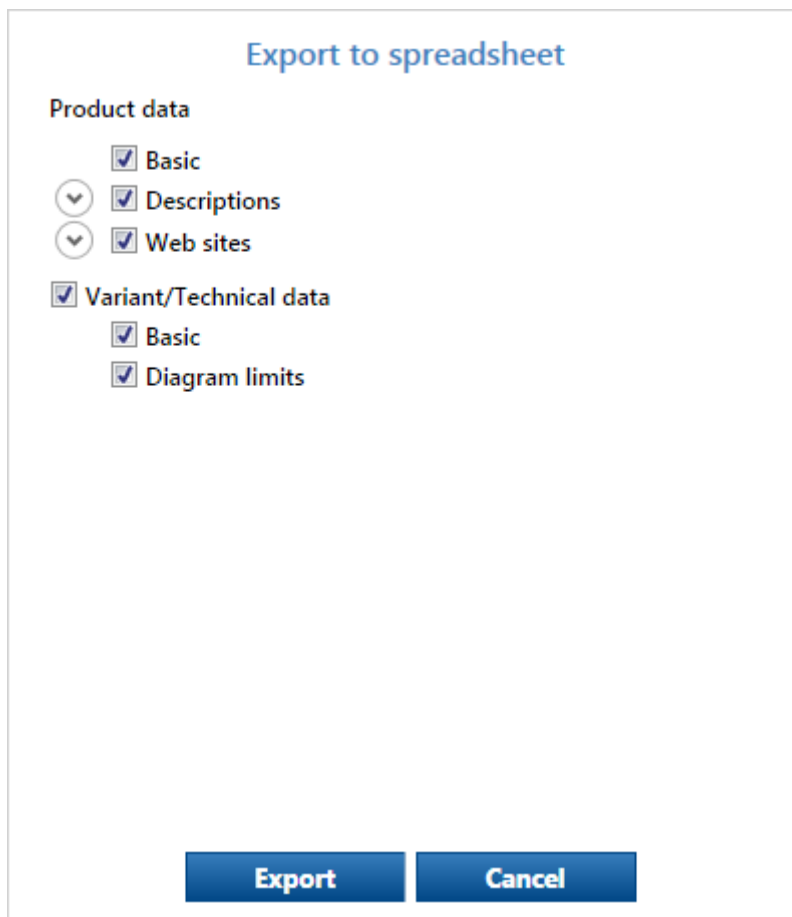 Export to spreadsheet
Product data
Basic
Descriptions
Web sites
Variant/Technical data
Basic
Diagram limits
Export Cancel